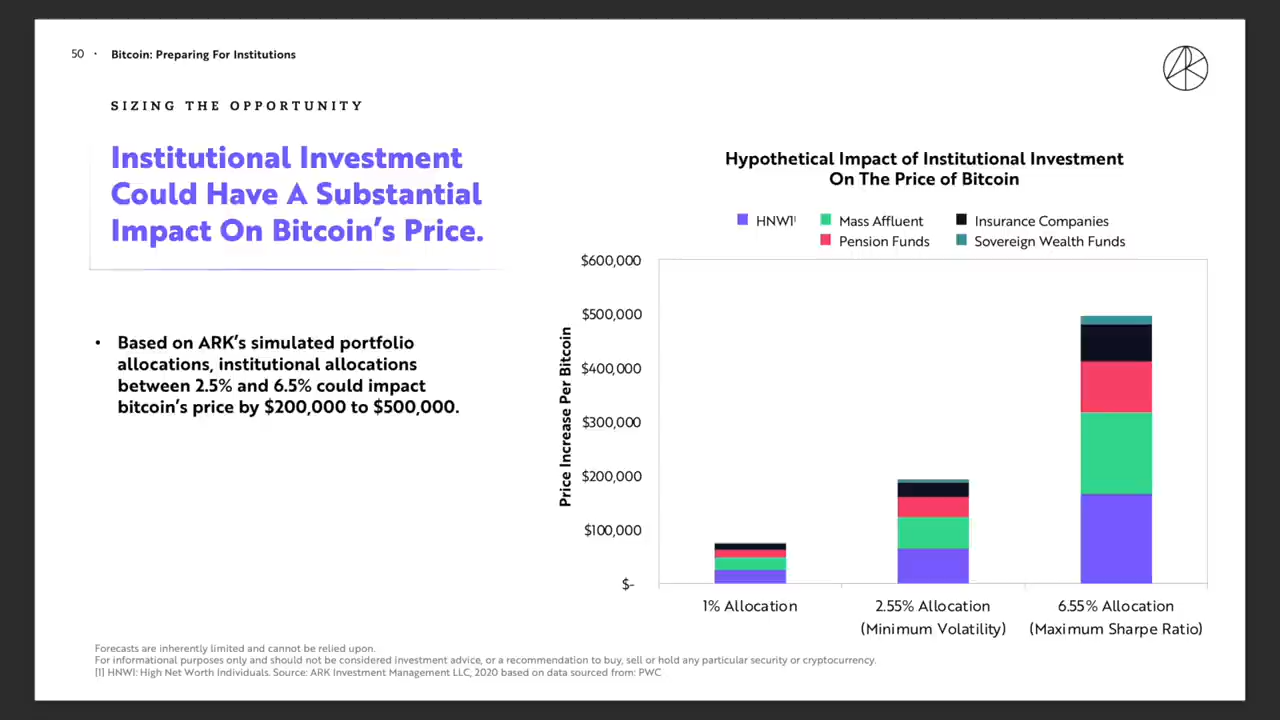 50 • Bitcoin: Preparing For Institutions
SIZING THE OPPORTUNITY
Institutional Investment
Could Have A Substantial
Impact On Bitcoin's Price.
• Based on ARK's simulated portfolio
allocations, institutional allocations
between 2.5% and 6.5% could impact
bitcoin's price by $200,000 to $500,000.
Hypothetical Impact of Institutional Investment
On The Price of Bitcoin
HNWI¹ Mass Affluent Insurance Companies
Pension Funds Sovereign Wealth Funds
Price Increase Per Bitcoin
$600,000
$500,000
$400,000
$300,000
$200,000
$100,000
$-
1% Allocation 2.55% Allocation 6.55% Allocation
(Minimum Volatility) (Maximum Sharpe Ratio)
Forecasts are inherently limited and cannot be relied upon.
For informational purposes only and should not be considered investment advice, or a recommendation to buy, sell or hold any particular security or cryptocurrency.
[1] HNWI: High Net Worth Individuals. Source: ARK Investment Management LLC, 2020 based on data sourced from: PWC
ARK